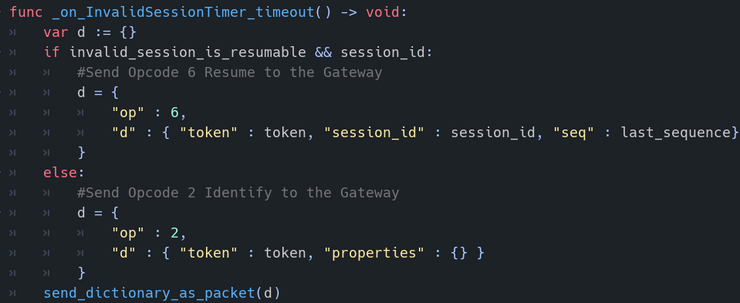 func _on_InvalidSessionTimer_timeout() -> void:
var d := {}
if invalid_session_is_resumable && session_id:
#Send Opcode 6 Resume to the Gateway
d = {
"op" : 6,
"d" : { "token" : token, "session_id" : session_id, "seq" : last_sequence}
}
else:
#Send Opcode 2 Identify to the Gateway
d = {
"op" : 2,
"d" : { "token" : token, "properties" : {} }
}
send_dictionary_as_packet(d)